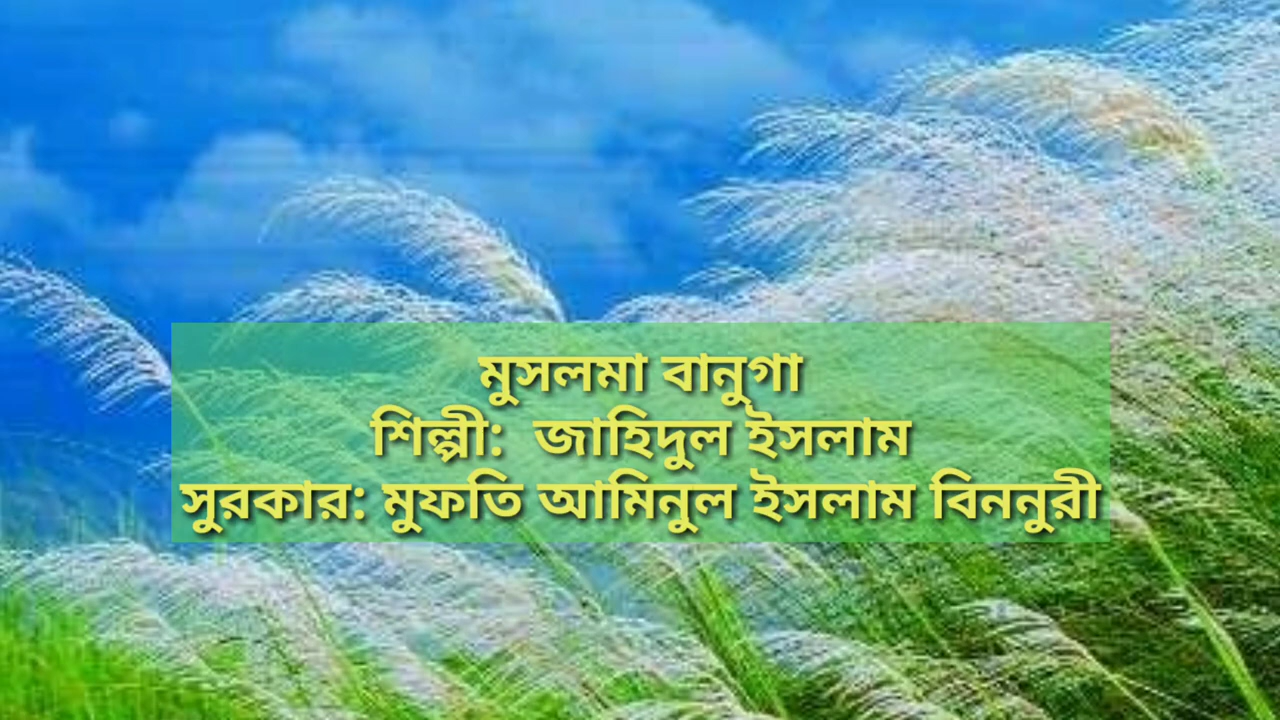 মুসলমা বানুগা
শিল্পী: জাহিদুল ইসলাম
সুরকার: মুফতি আমিনুল ইসলাম বিননুরী